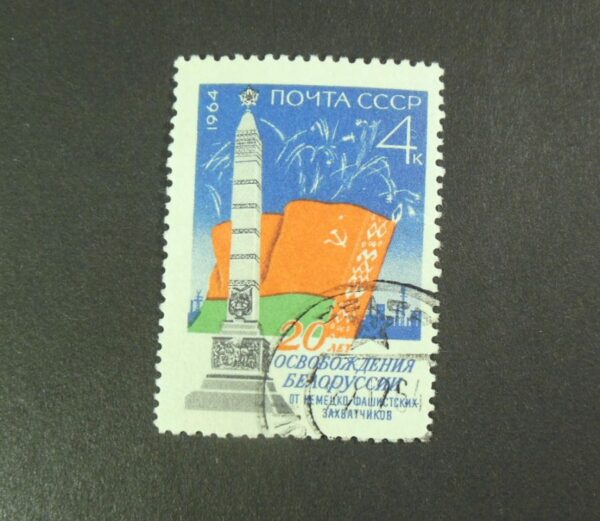 1964
ПОЧТА СССР
4к
20 ЛЕТ
ОСВОБОЖДЕНИЯ
БЕЛОРУССИИ
ОТ НЕМЕЦКО-ФАШИСТСКИХ
ЗАХВАТЧИКОВ